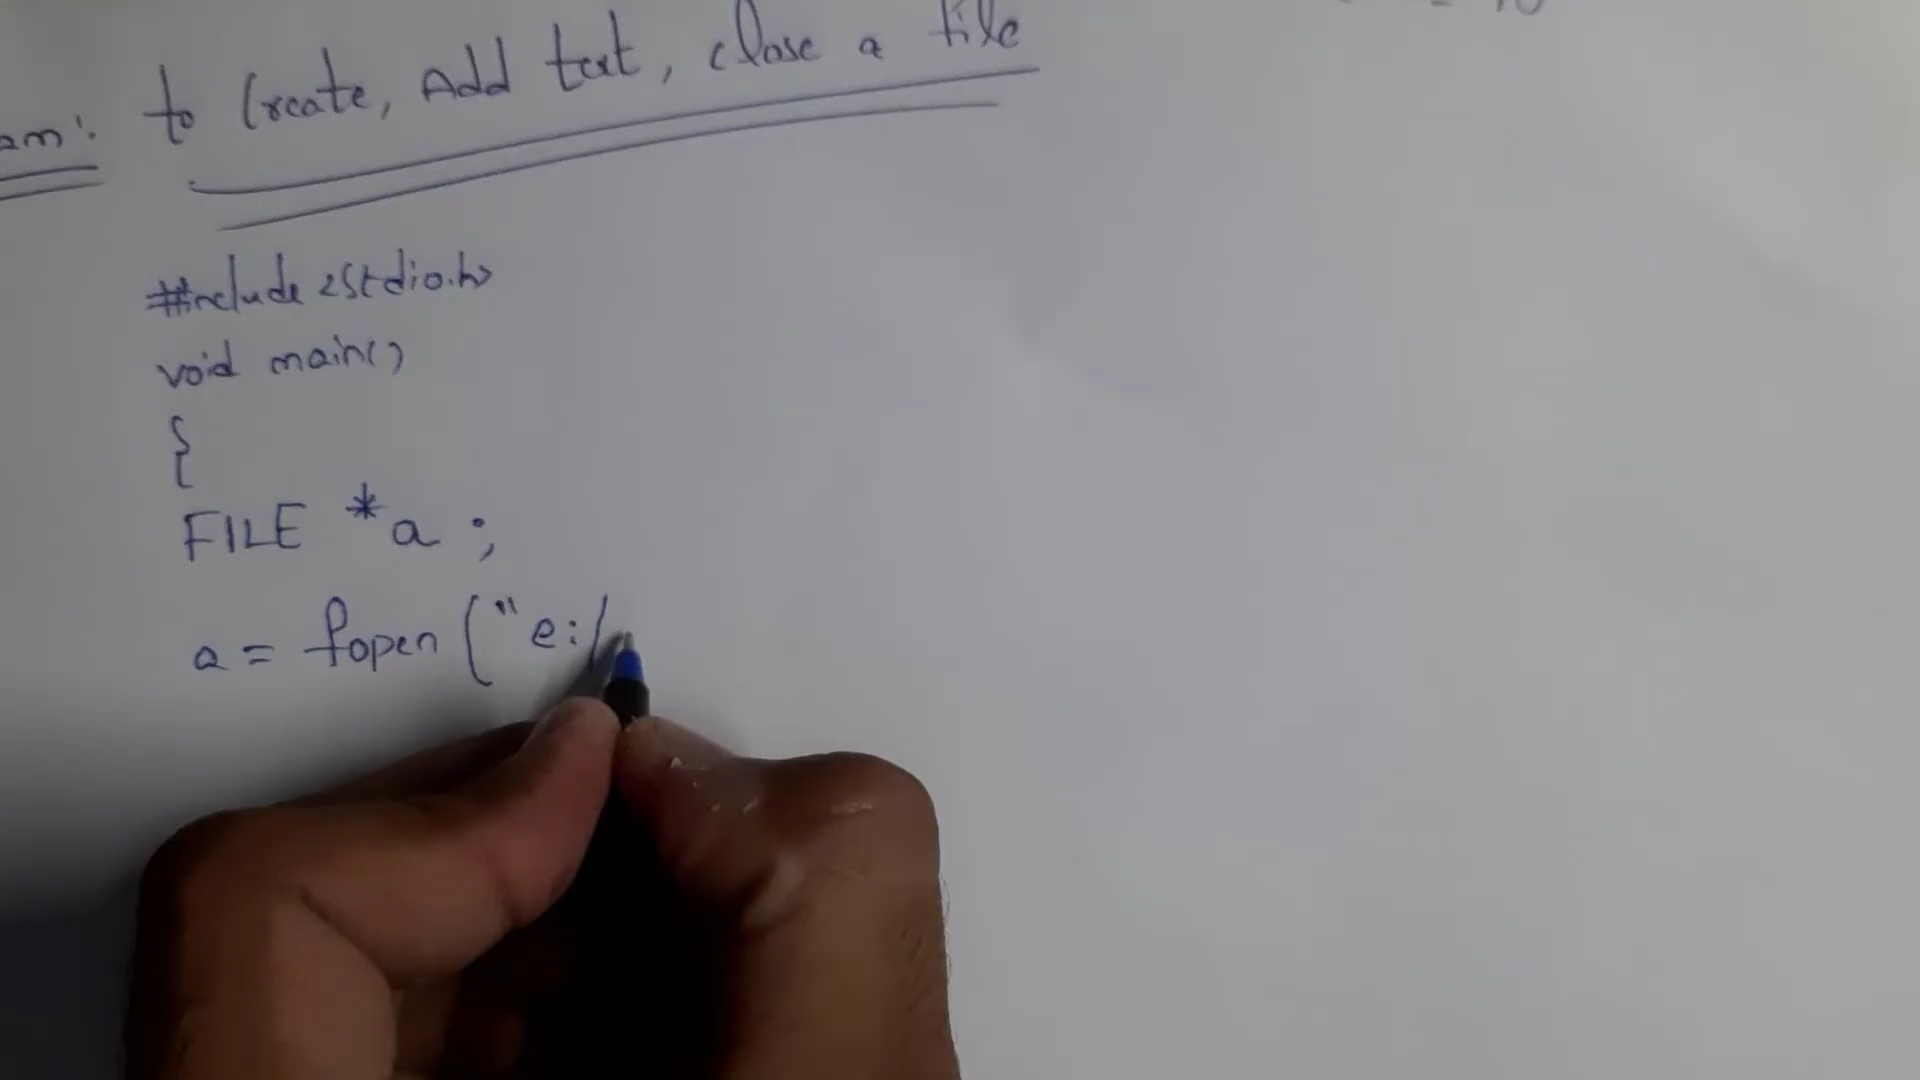 to Create, Add text, close a file
am:
#include <stdio.h>
void main()
{
FILE *a ;
a = fopen ("e:/